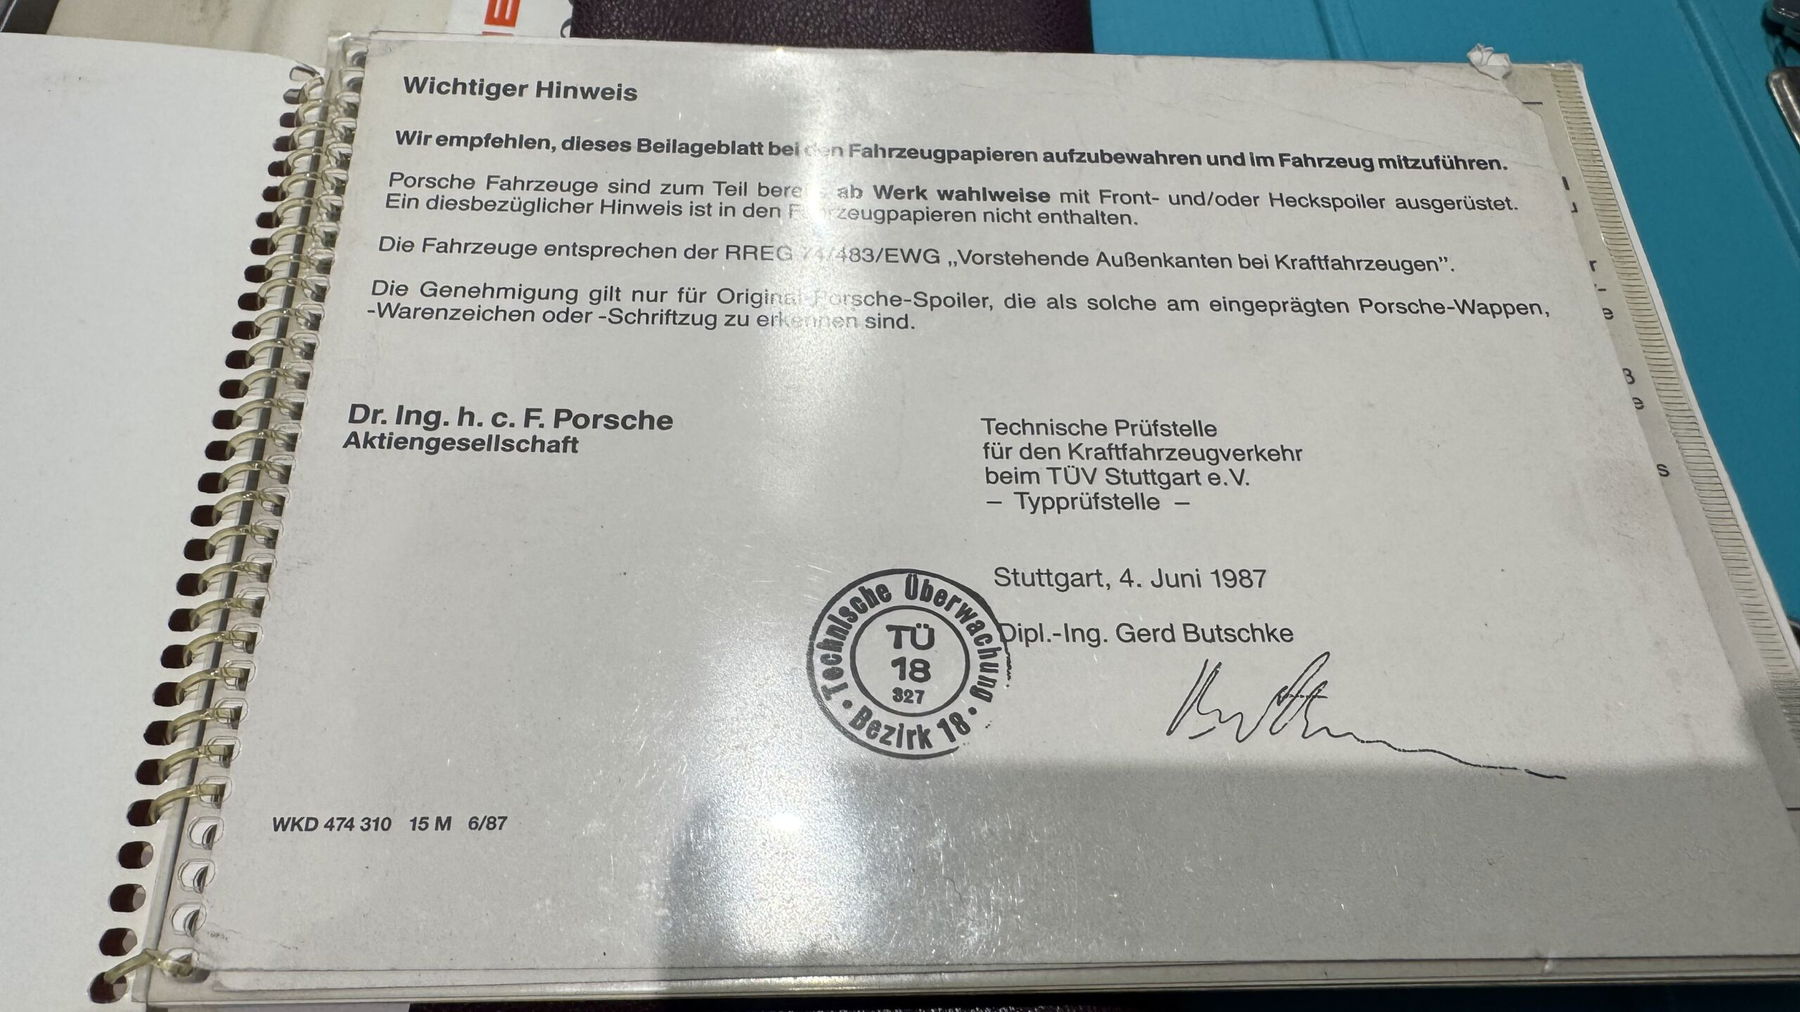 Wichtiger Hinweis
Wir empfehlen, dieses Beilageblatt bei den Fahrzeugpapieren aufzubewahren und im Fahrzeug mitzuführen.
Porsche Fahrzeuge sind zum Teil bereits ab Werk wahlweise mit Front- und/oder Heckspoiler ausgerüstet.
Ein diesbezüglicher Hinweis ist in den Fahrzeugpapieren nicht enthalten.
Die Fahrzeuge entsprechen der RREG 74/483/EWG „Vorstehende Außenkanten bei Kraftfahrzeugen”.
Die Genehmigung gilt nur für Original-Porsche-Spoiler, die als solche am eingeprägten Porsche-Wappen,
-Warenzeichen oder -Schriftzug zu erkennen sind.
Dr. Ing. h. c. F. Porsche
Aktiengesellschaft
Technische Prüfstelle
für den Kraftfahrzeugverkehr
beim TÜV Stuttgart e.V.
– Typprüfstelle –
Stuttgart, 4. Juni 1987
Dipl.-Ing. Gerd Butschke
Technische Überwachung
TÜ
18
327
• Bezirk 18 •
WKD 474 310 15 M 6/87